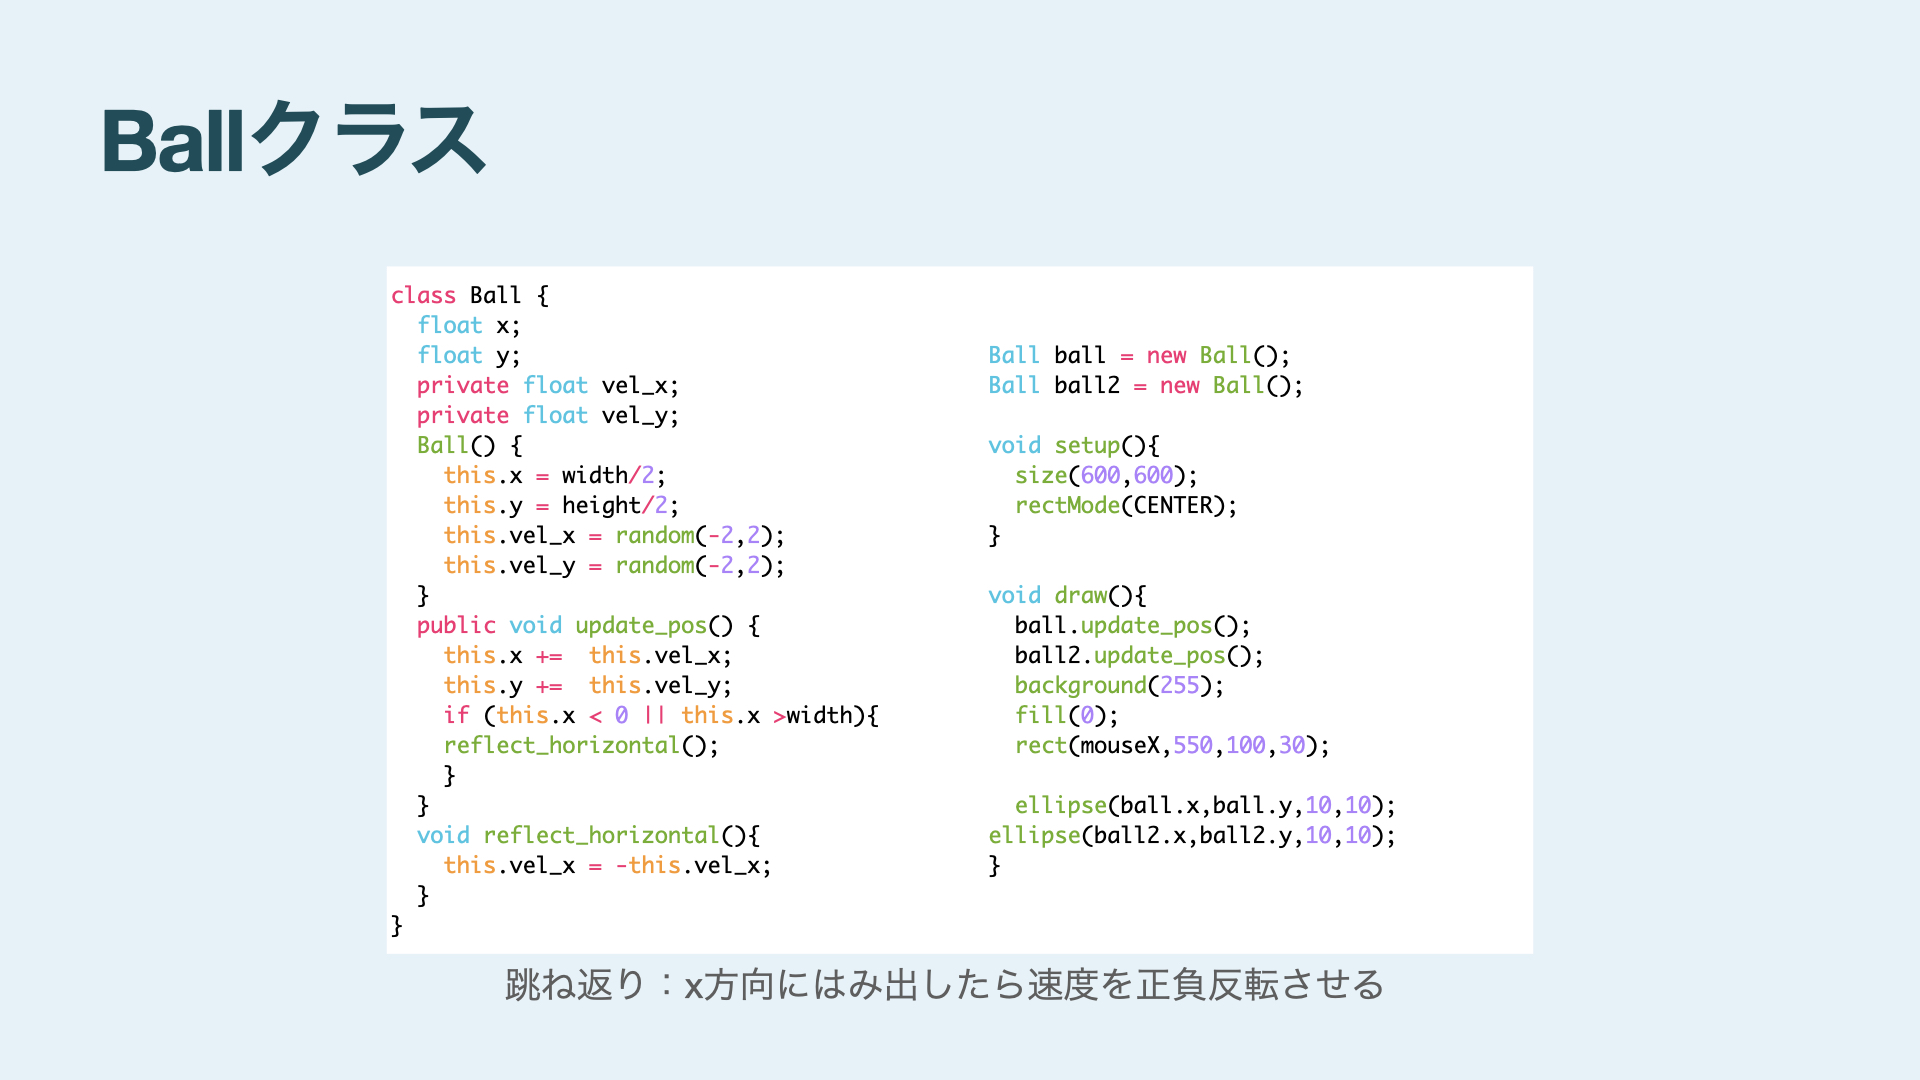 Ballクラス
class Ball {
  float x;
  float y;
  private float vel_x;
  private float vel_y;
  Ball() {
    this.x = width/2;
    this.y = height/2;
    this.vel_x = random(-2,2);
    this.vel_y = random(-2,2);
  }
  public void update_pos() {
    this.x +=  this.vel_x;
    this.y +=  this.vel_y;
    if (this.x < 0 || this.x >width){
    reflect_horizontal();
    }
  }
  void reflect_horizontal(){
    this.vel_x = -this.vel_x;
  }
}
Ball ball = new Ball();
Ball ball2 = new Ball();
void setup(){
  size(600,600);
  rectMode(CENTER);
}
void draw(){
  ball.update_pos();
  ball2.update_pos();
  background(255);
  fill(0);
  rect(mouseX,550,100,30);
  ellipse(ball.x,ball.y,10,10);
ellipse(ball2.x,ball2.y,10,10);
}
跳ね返り：x方向にはみ出したら速度を正負反転させる